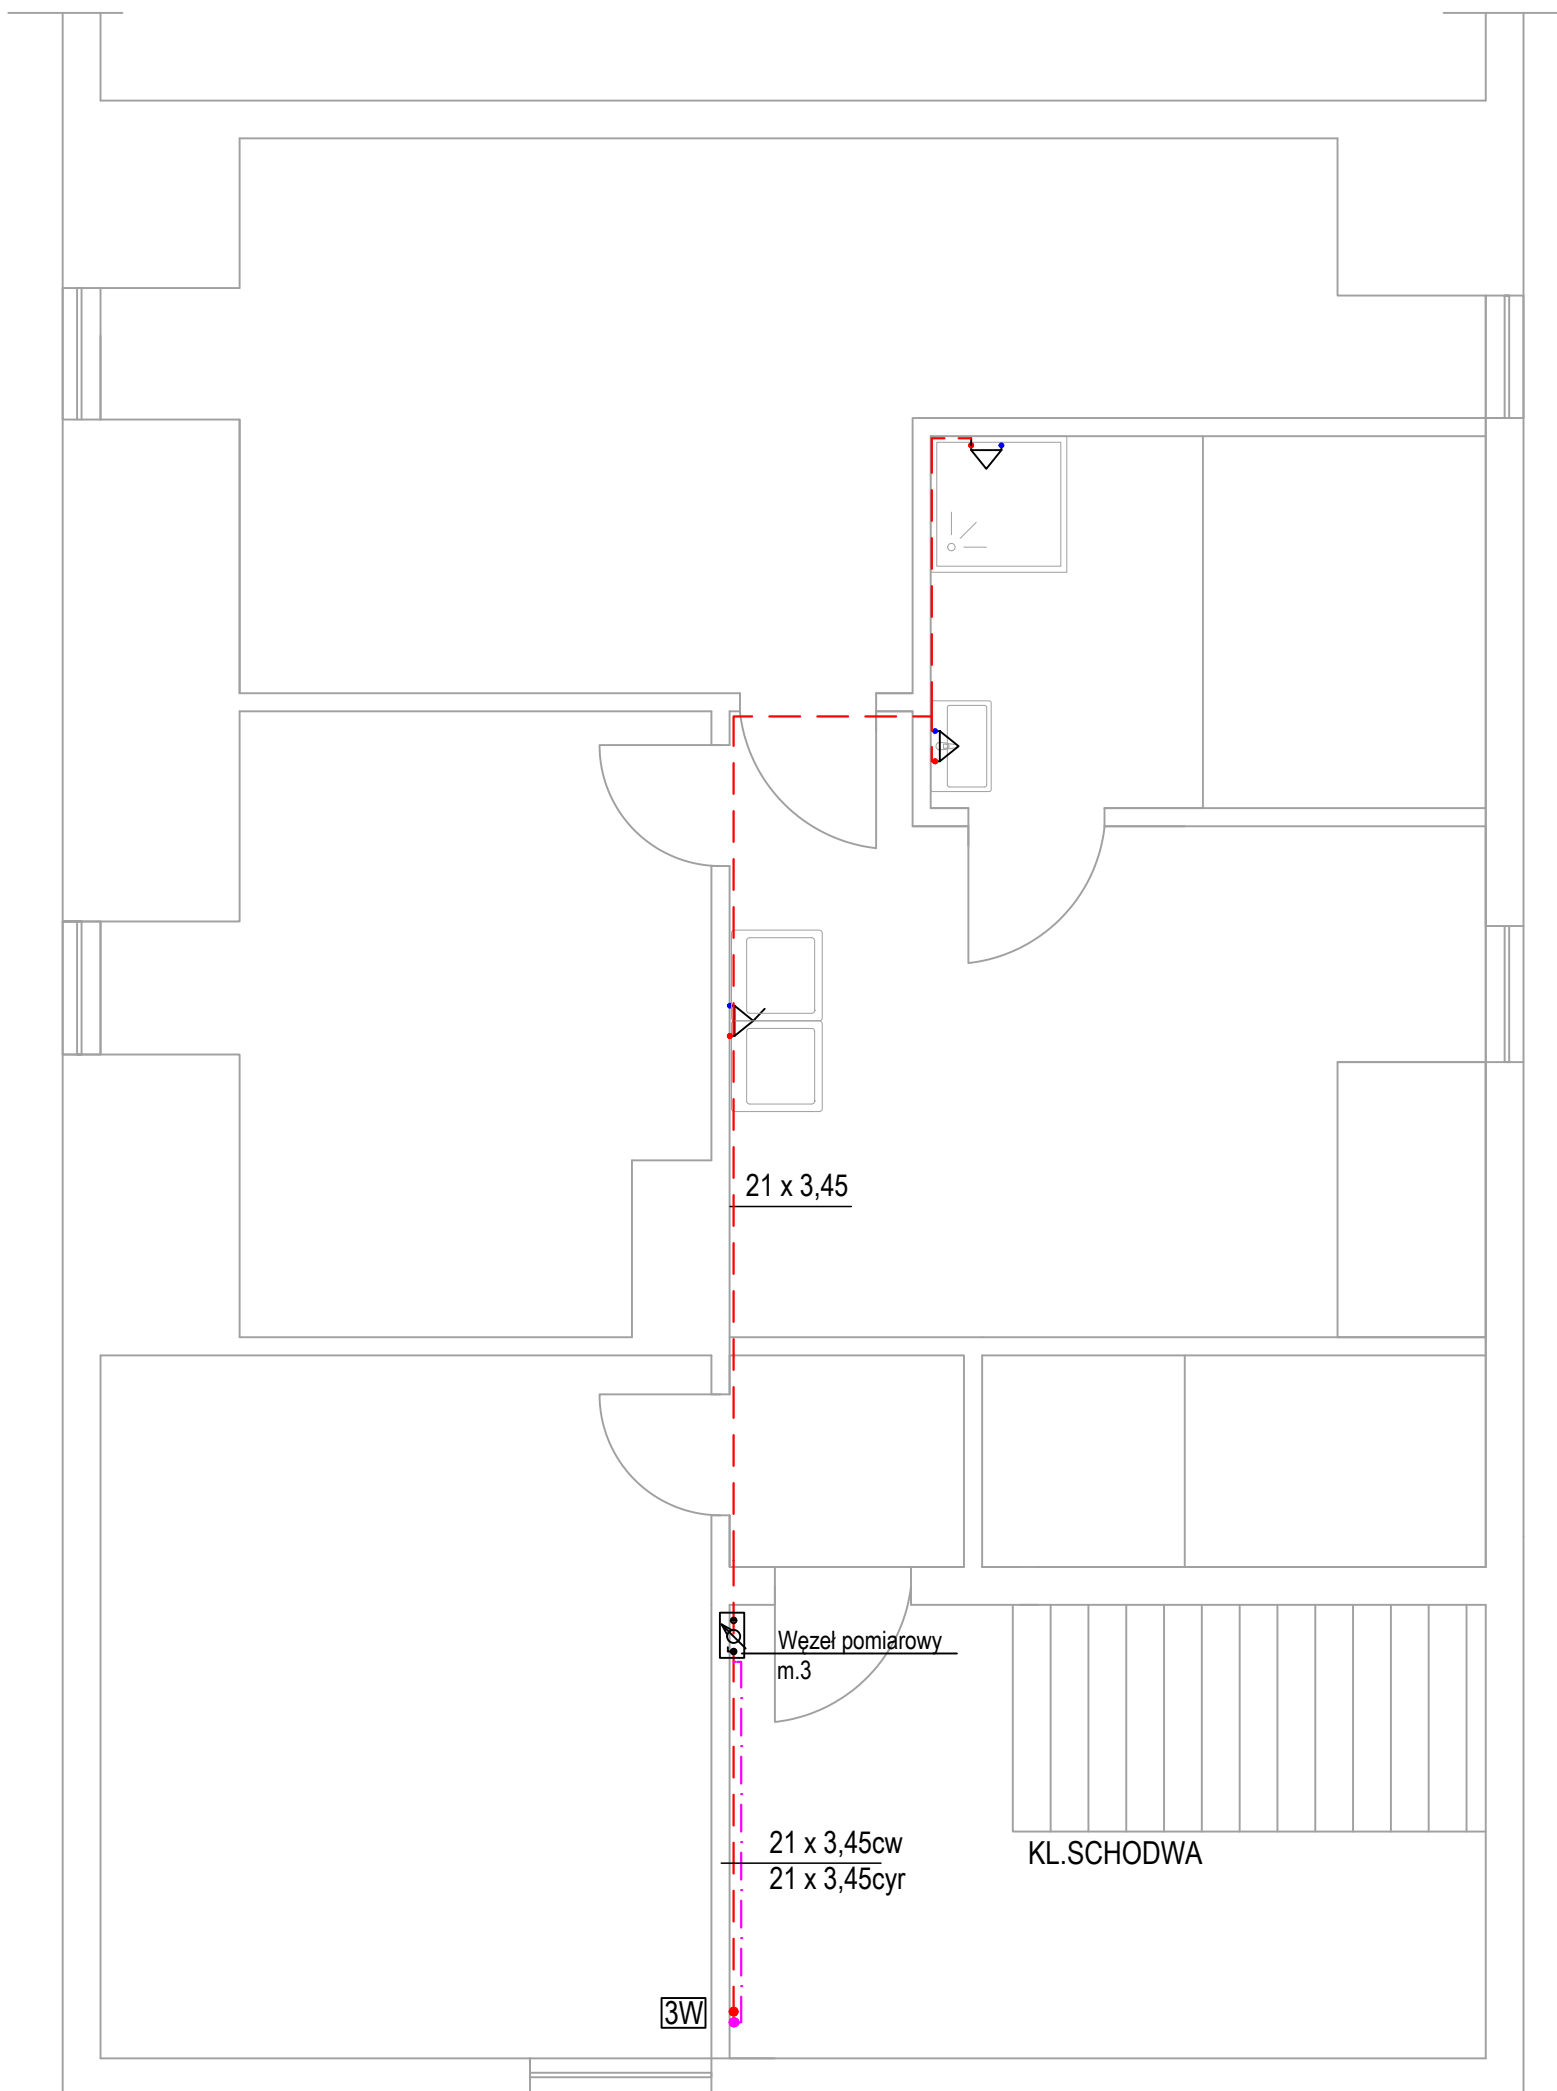 21 x 3,45
Węzeł pomiarowy
m.3
21 x 3,45cw
21 x 3,45cyr
KL.SCHODWA
3W